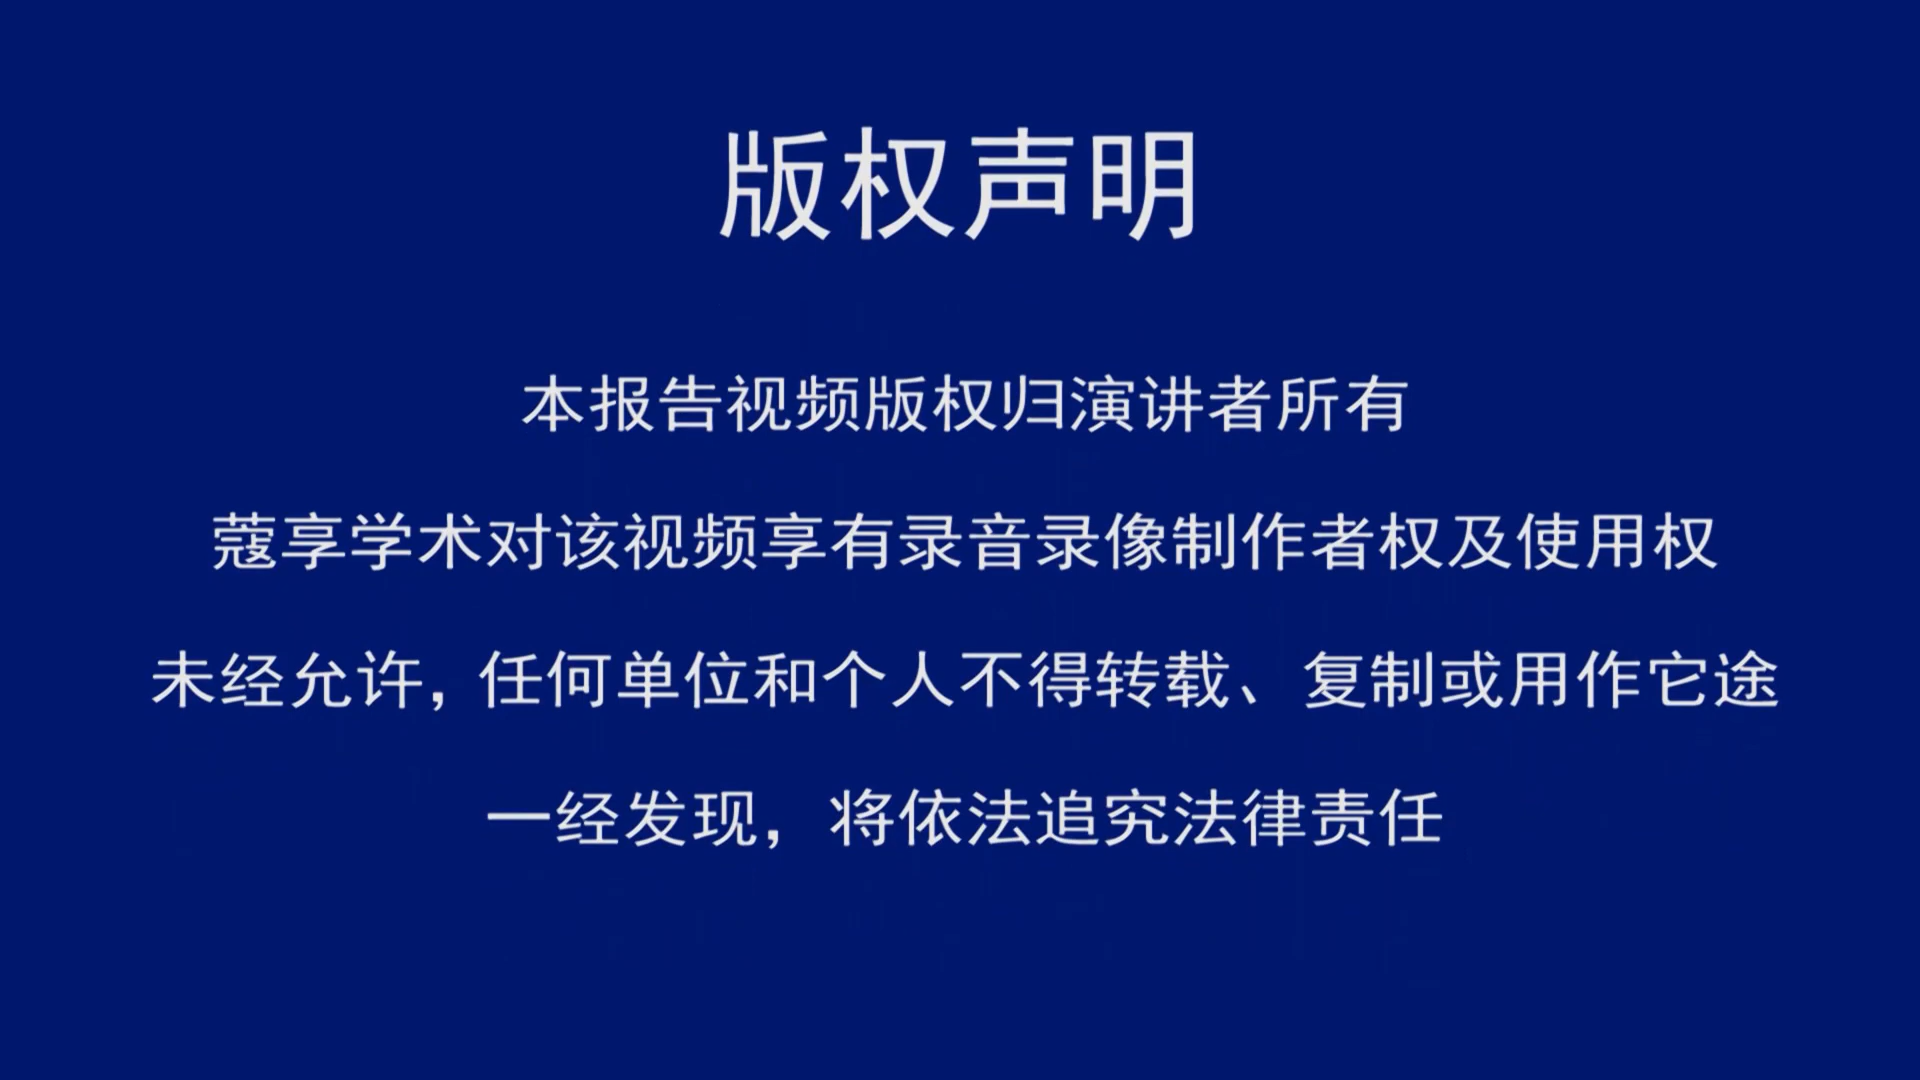 版权声明
本报告视频版权归演讲者所有
蔻享学术对该视频享有录音录像制作者权及使用权
未经允许，任何单位和个人不得转载、复制或用作它途
一经发现，将依法追究法律责任